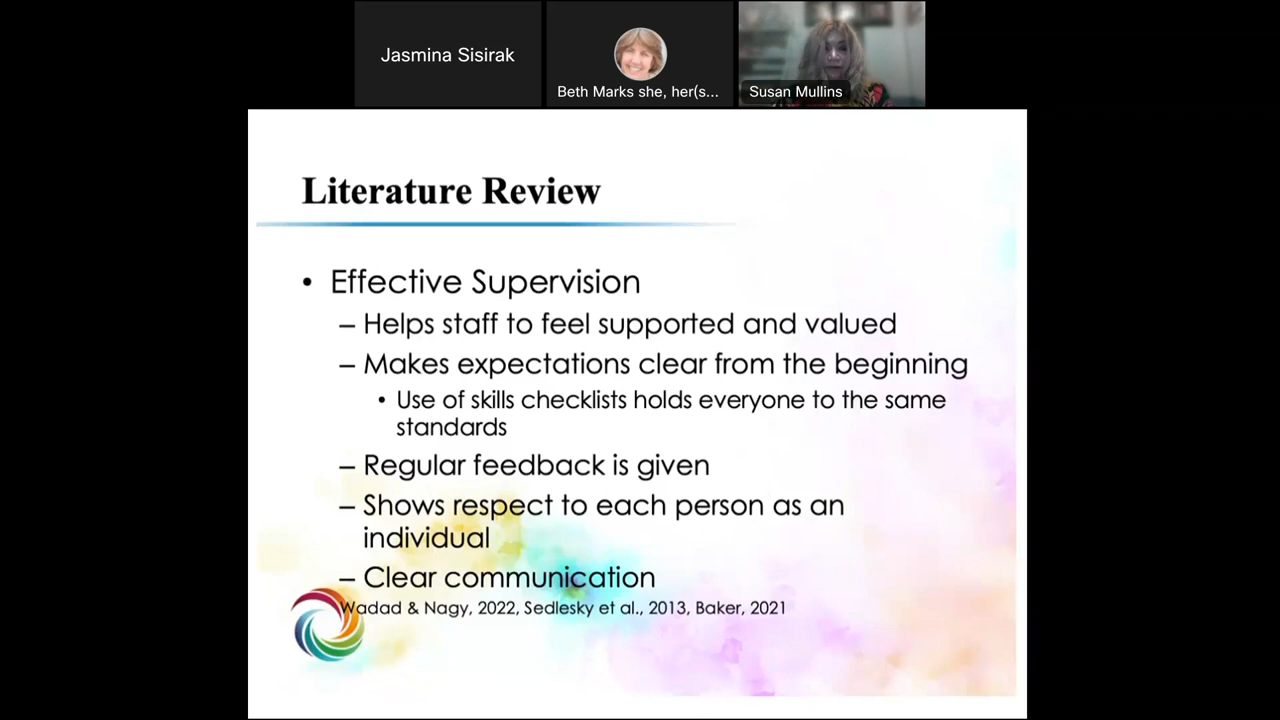 Jasmina Sisirak
Beth Marks she, her(s...
Susan Mullins
Literature Review
• Effective Supervision
– Helps staff to feel supported and valued
– Makes expectations clear from the beginning
• Use of skills checklists holds everyone to the same
standards
– Regular feedback is given
– Shows respect to each person as an
individual
– Clear communication
Wadad & Nagy, 2022, Sedlesky et al., 2013, Baker, 2021